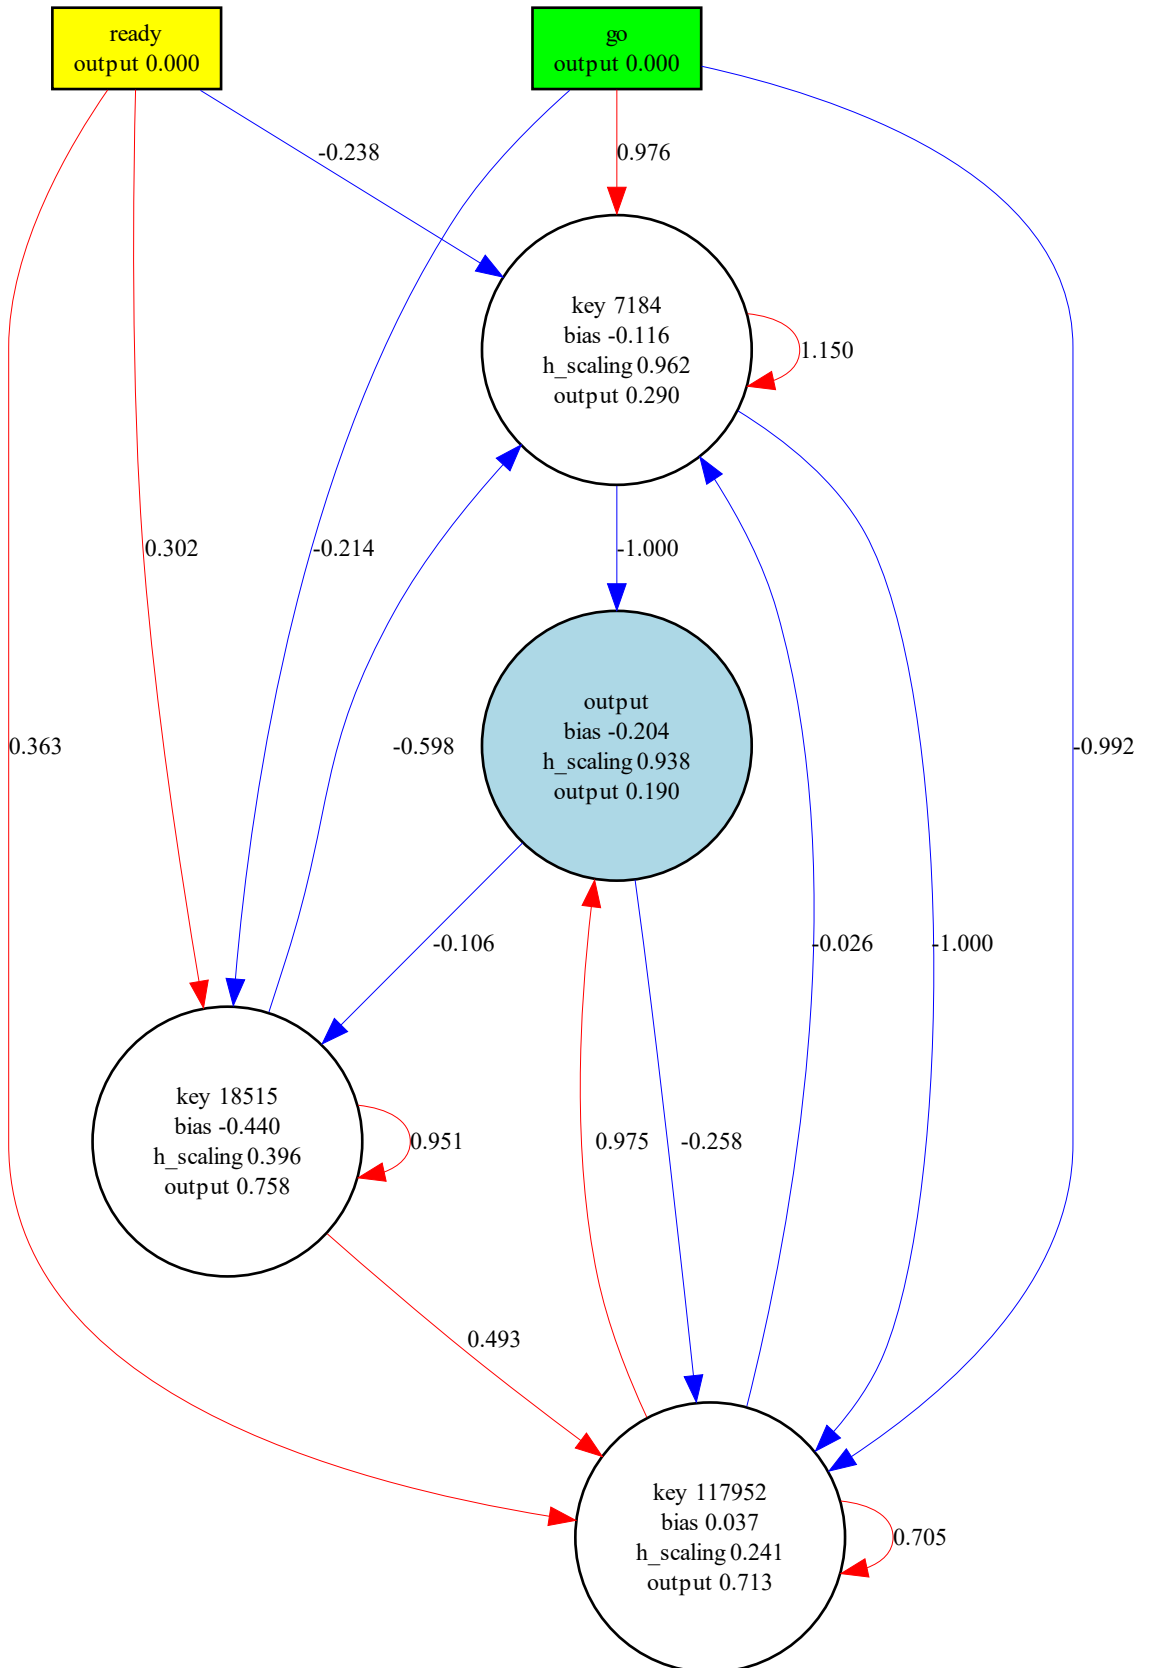 ready
output 0.000
go
output 0.000
-0.238
0.976
key 7184
bias -0.116
h_scaling 0.962
output 0.290
1.150
0.302
-0.214
-1.000
output
bias -0.204
h_scaling 0.938
output 0.190
0.363
-0.598
-0.992
-0.106
-0.026
-1.000
key 18515
bias -0.440
h_scaling 0.396
output 0.758
0.951
0.975
-0.258
0.493
key 117952
bias 0.037
h_scaling 0.241
output 0.713
0.705